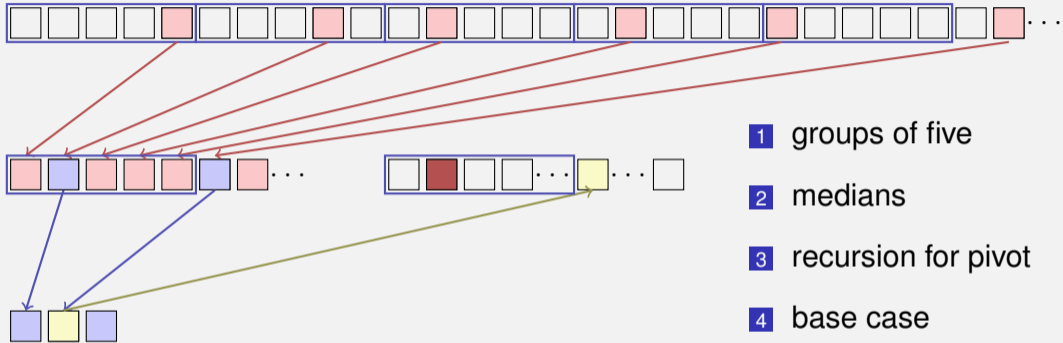 ...
1 groups of five
... ...
2 medians
3 recursion for pivot
4 base case